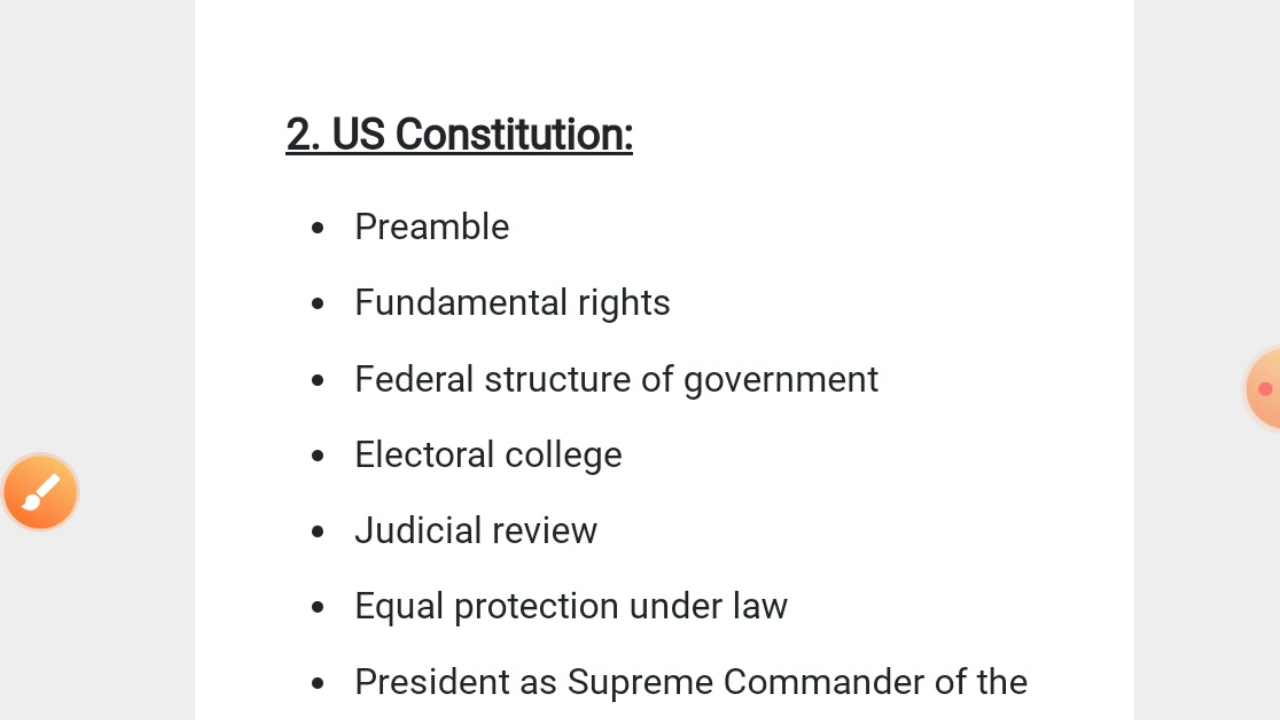 2. US Constitution:
• Preamble
• Fundamental rights
• Federal structure of government
• Electoral college
• Judicial review
• Equal protection under law
• President as Supreme Commander of the